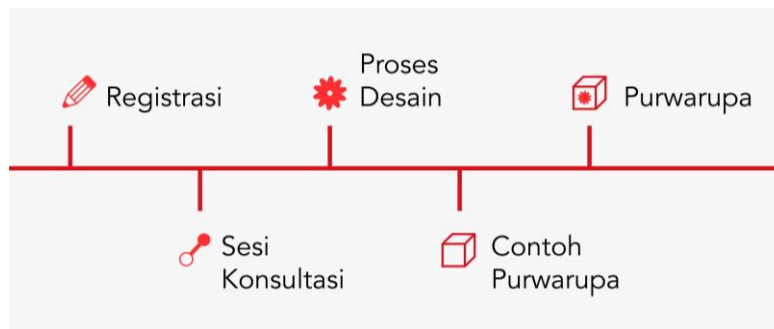 Registrasi
Sesi
Konsultasi
Proses
Desain
Contoh
Purwarupa
Purwarupa